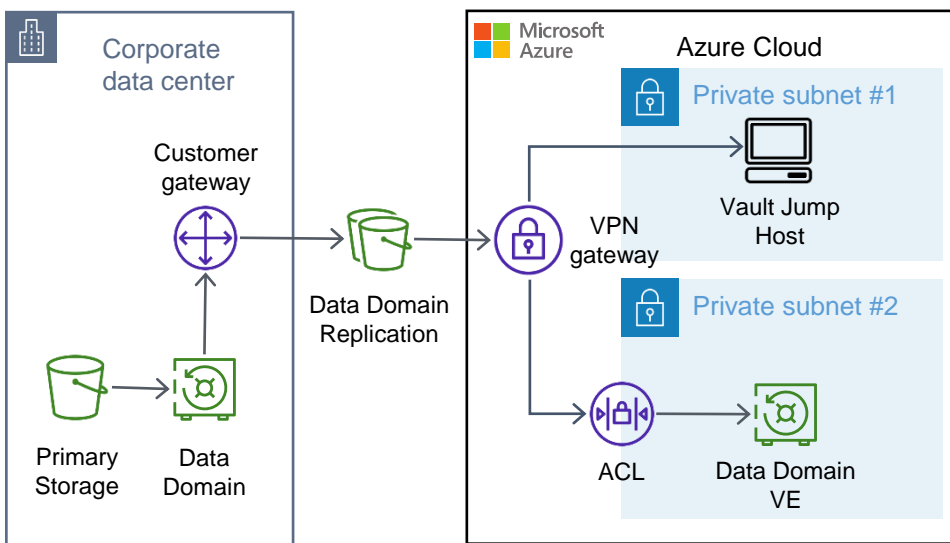 Corporate
data center
Customer
gateway
Primary
Storage
Data
Domain
Data Domain
Replication
Microsoft
Azure
Azure Cloud
Private subnet #1
Vault Jump
Host
VPN
gateway
Private subnet #2
ACL
Data Domain
VE